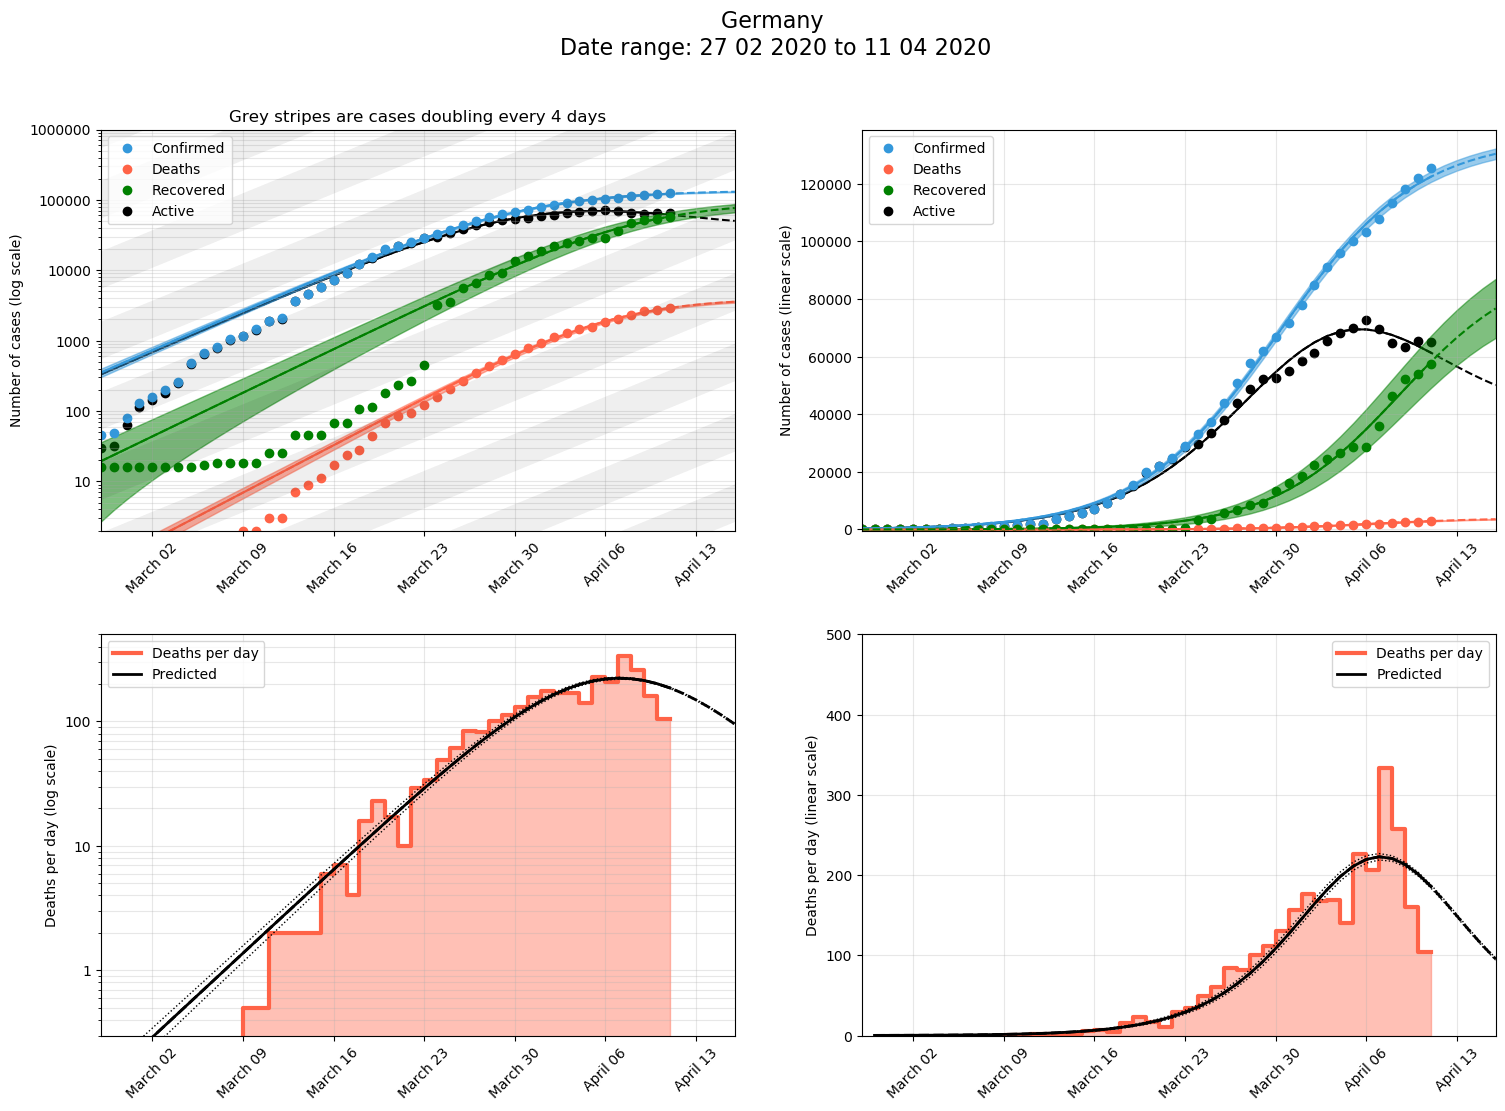 Germany
Date range: 27 02 2020 to 11 04 2020
Grey stripes are cases doubling every 4 days
Number of cases (log scale)
1000000
100000
10000
1000
100
10
Confirmed
Deaths
Recovered
Active
March 02
March 09
March 16
March 23
March 30
April 06
April 13
Number of cases (linear scale)
120000
100000
80000
60000
40000
20000
0
Confirmed
Deaths
Recovered
Active
March 02
March 09
March 16
March 23
March 30
April 06
April 13
Deaths per day (log scale)
100
10
1
Deaths per day
Predicted
March 02
March 09
March 16
March 23
March 30
April 06
April 13
Deaths per day (linear scale)
500
400
300
200
100
0
Deaths per day
Predicted
March 02
March 09
March 16
March 23
March 30
April 06
April 13